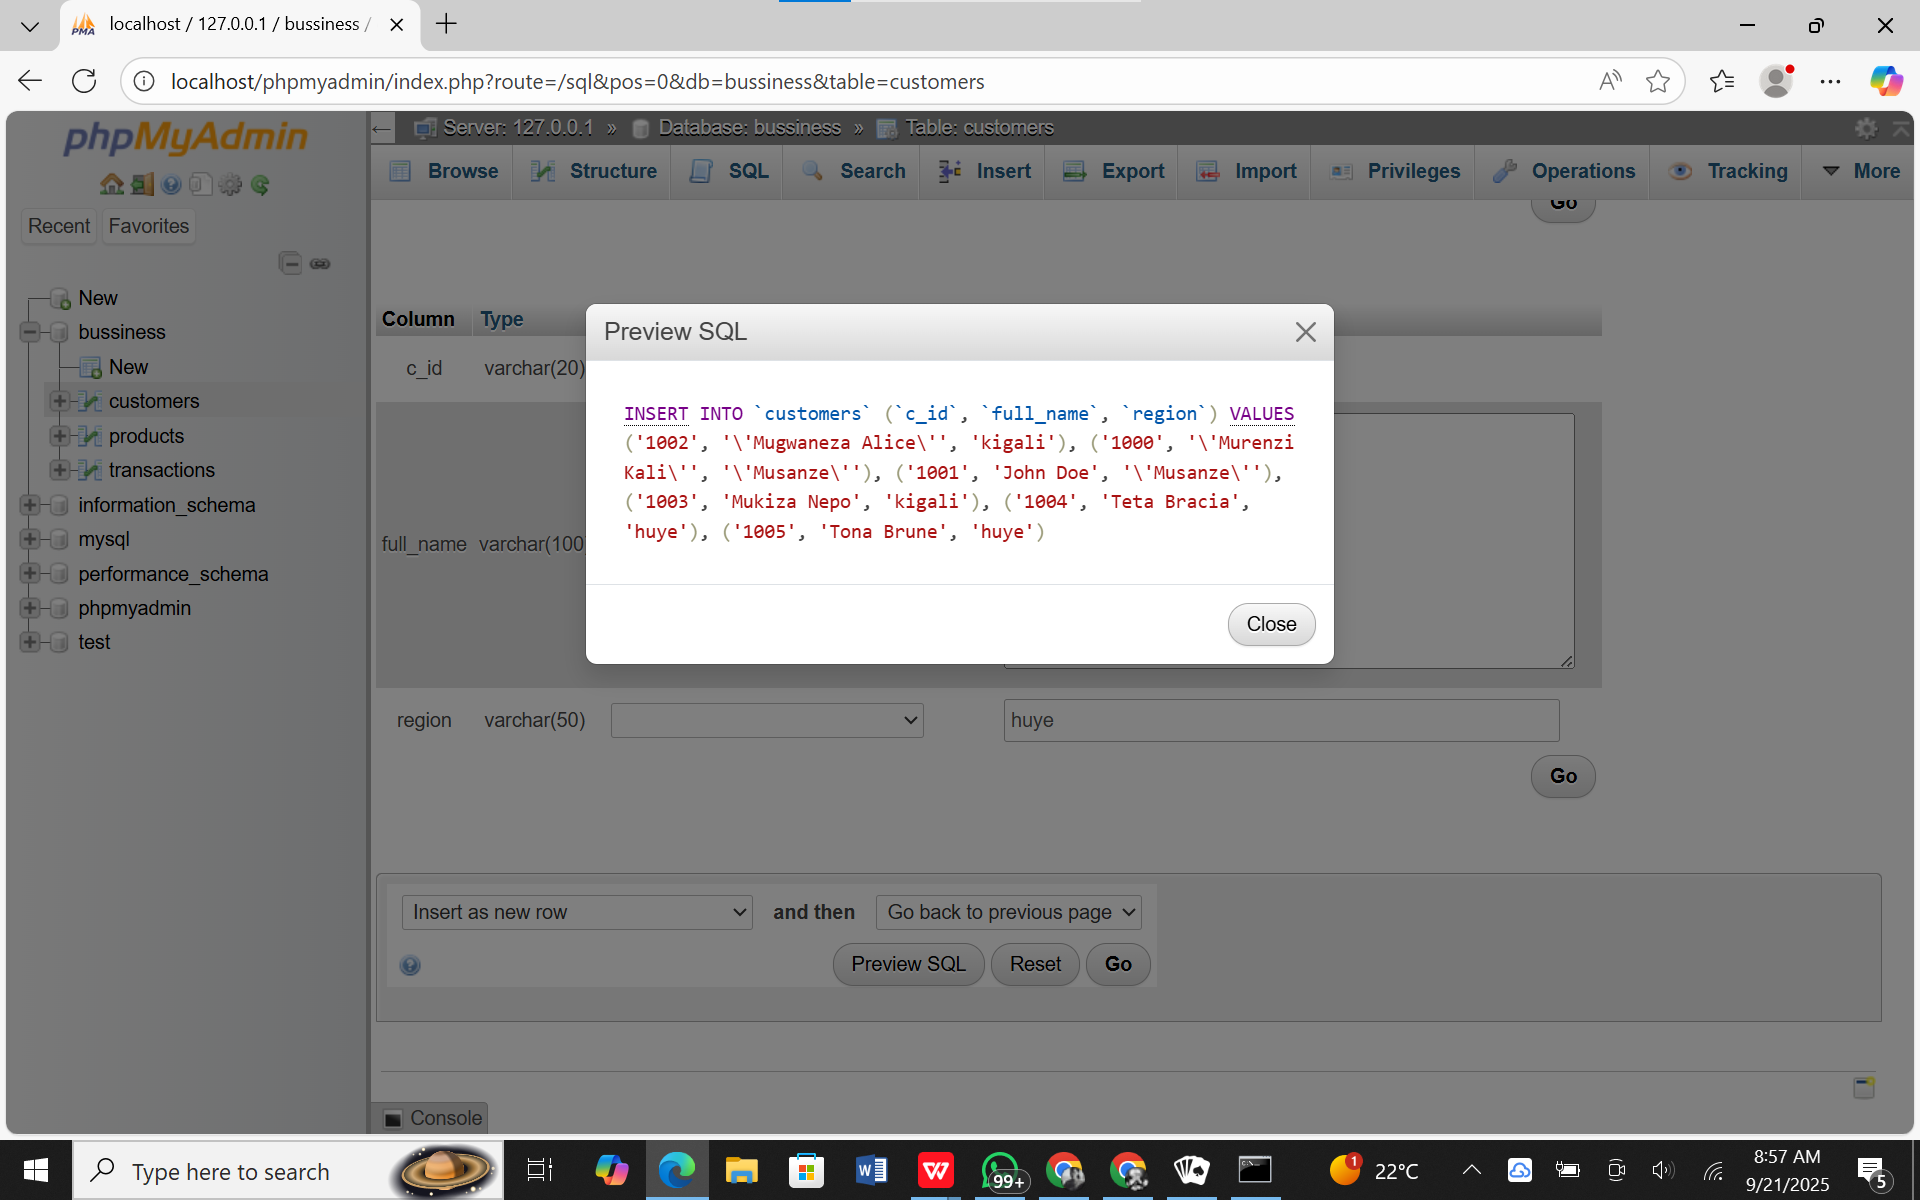 localhost / 127.0.0.1 / bussiness /
localhost/phpmyadmin/index.php?route=/sql&pos=0&db=bussiness&table=customers
phpMyAdmin
Recent Favorites
New
bussiness
New
customers
products
transactions
information_schema
mysql
performance_schema
phpmyadmin
test
Server: 127.0.0.1 » Database: bussiness » Table: customers
Browse Structure SQL Search Insert Export Import Privileges Operations Tracking More
Go
Column Type
c_id varchar(20)
full_name varchar(100
Preview SQL
INSERT INTO `customers` (`c_id`, `full_name`, `region`) VALUES
('1002', '\'Mugwaneza Alice\'', 'kigali'), ('1000', '\'Murenzi
Kali\'', '\'Musanze\''), ('1001', 'John Doe', '\'Musanze\''),
('1003', 'Mukiza Nepo', 'kigali'), ('1004', 'Teta Bracia',
'huye'), ('1005', 'Tona Brune', 'huye')
Close
region varchar(50) huye
Go
Insert as new row and then Go back to previous page
Preview SQL Reset Go
Console
Type here to search
99+
1
22°C
8:57 AM
9/21/2025
5